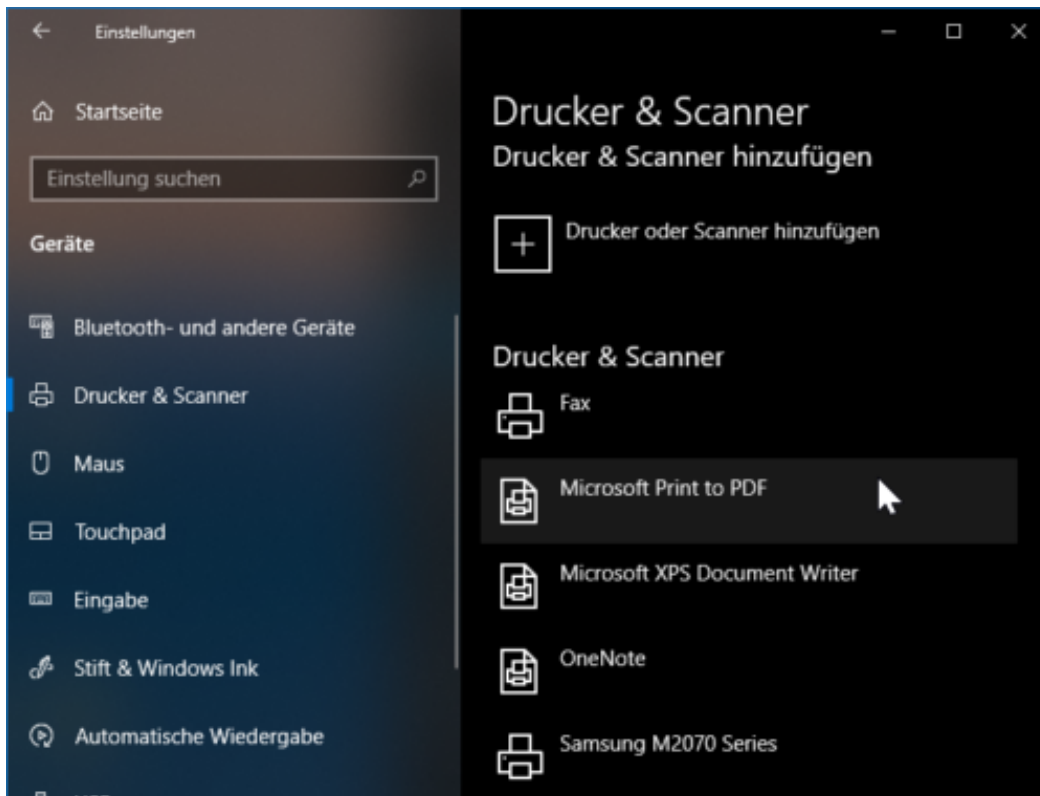 Einstellungen
Startseite
Einstellung suchen
Geräte
Bluetooth- und andere Geräte
Drucker & Scanner
Maus
Touchpad
Eingabe
Stift & Windows Ink
Automatische Wiedergabe
Drucker & Scanner
Drucker & Scanner hinzufügen
Drucker oder Scanner hinzufügen
Drucker & Scanner
Fax
Microsoft Print to PDF
Microsoft XPS Document Writer
OneNote
Samsung M2070 Series